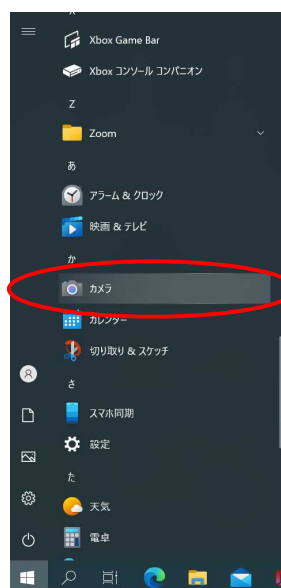 Xbox Game Bar
Xbox コンソール コンパニオン
Z
Zoom
あ
アラーム & クロック
映画 & テレビ
か
カメラ
カレンダー
切り取り & スケッチ
さ
スマホ同期
設定
た
天気
電卓